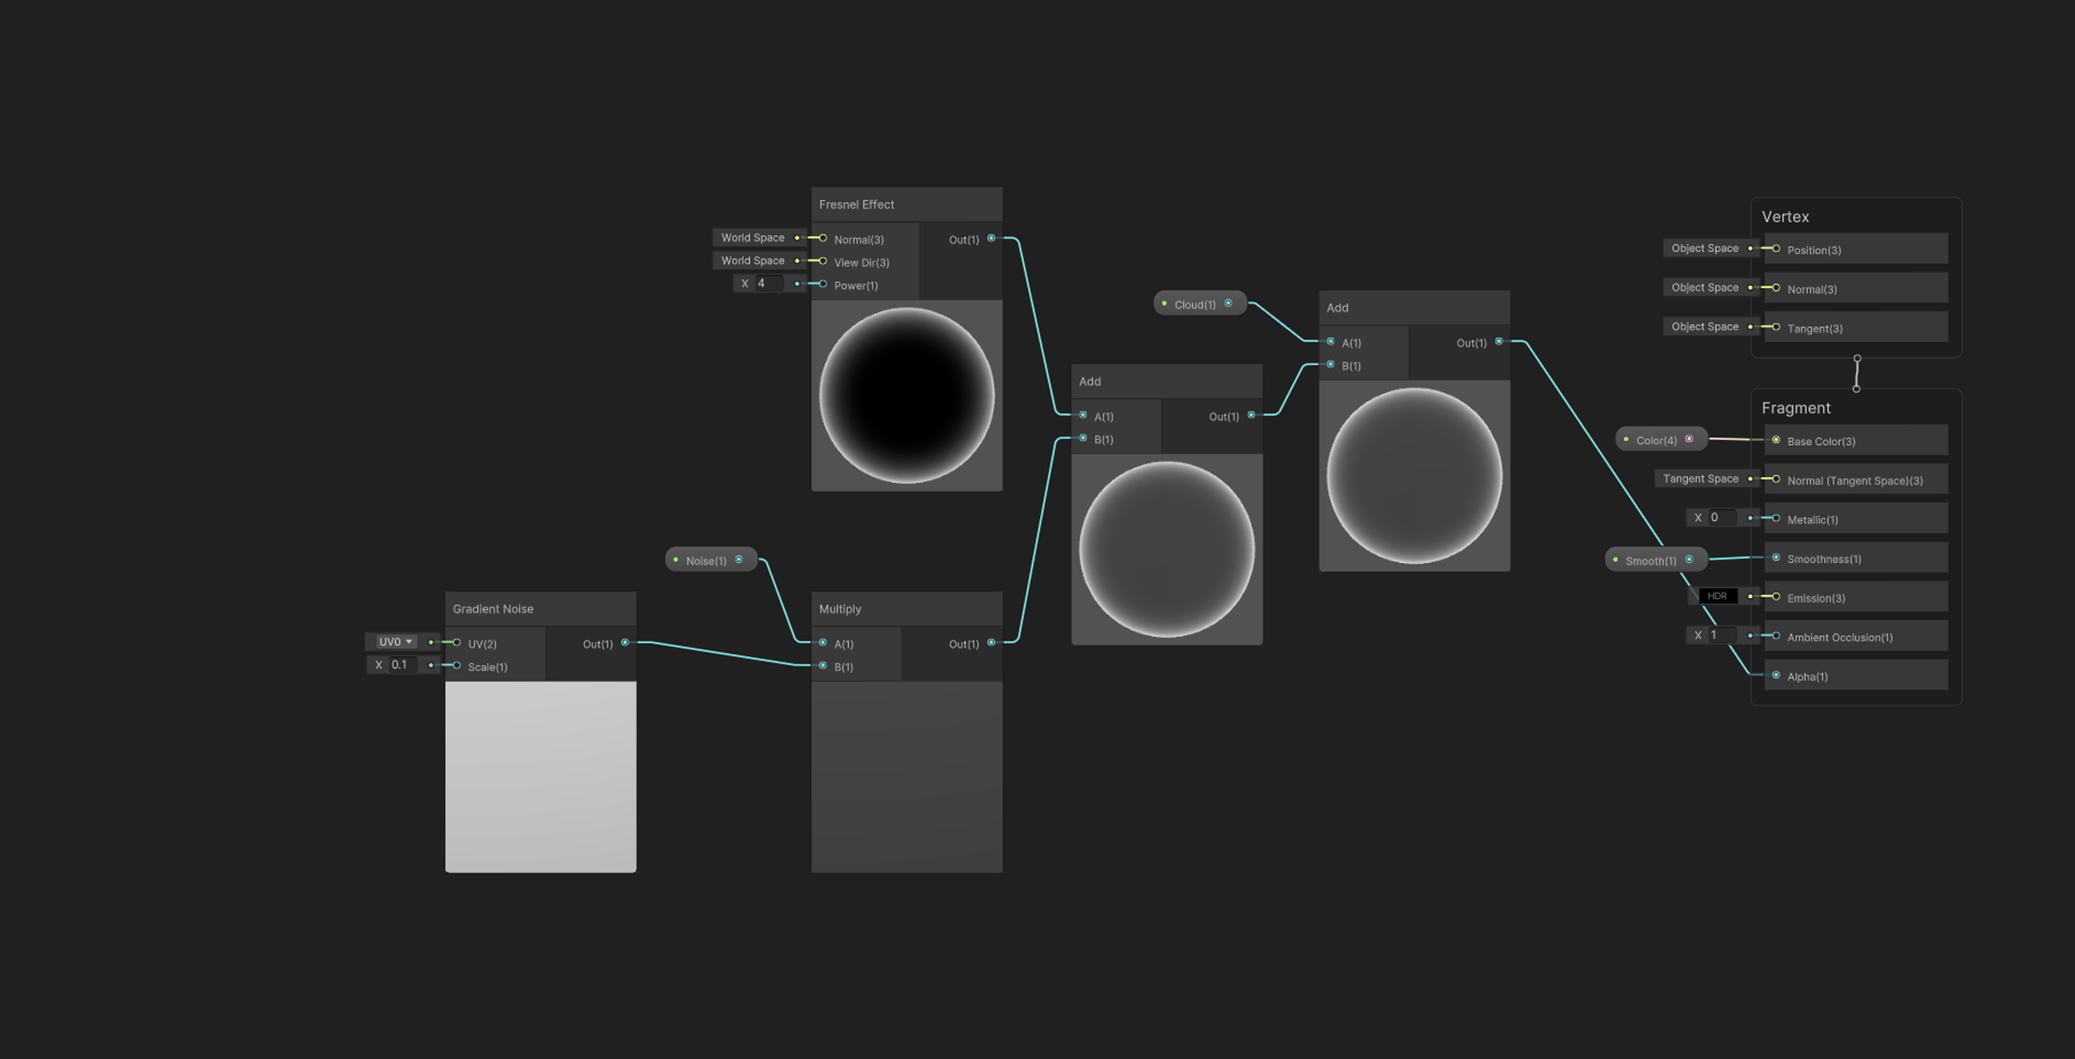 Fresnel Effect
World Space
Normal(3)
Out(1)
World Space
View Dir(3)
X 4
Power(1)
Gradient Noise
UV0
UV(2)
Out(1)
X 0.1
Scale(1)
Noise(1)
Multiply
A(1)
Out(1)
B(1)
Add
A(1)
Out(1)
B(1)
Cloud(1)
Add
A(1)
Out(1)
B(1)
Vertex
Object Space
Position(3)
Object Space
Normal(3)
Object Space
Tangent(3)
Fragment
Color(4)
Base Color(3)
Tangent Space
Normal (Tangent Space)(3)
X 0
Metallic(1)
Smooth(1)
Smoothness(1)
HDR
Emission(3)
X 1
Ambient Occlusion(1)
Alpha(1)